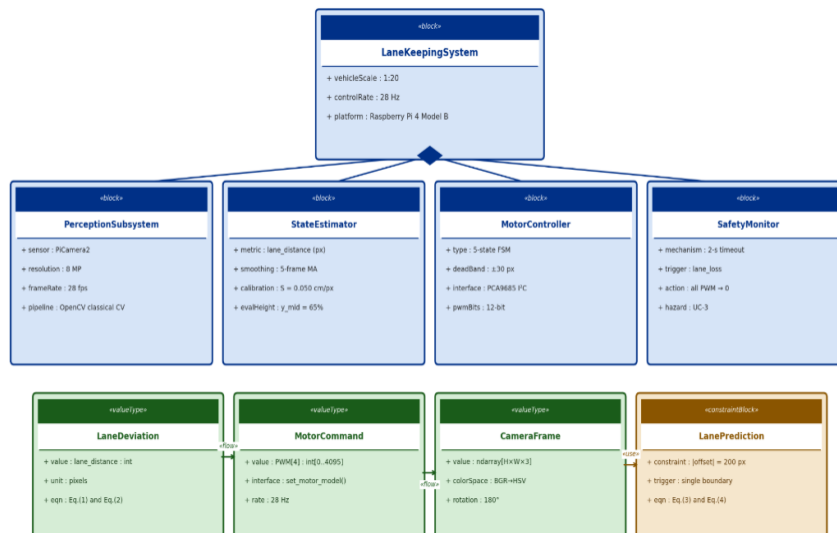 «block»
LaneKeepingSystem
+ vehicleScale : 1:20
+ controlRate : 28 Hz
+ platform : Raspberry Pi 4 Model B
«block»
PerceptionSubsystem
+ sensor : PiCamera2
+ resolution : 8 MP
+ frameRate : 28 fps
+ pipeline : OpenCV classical CV
«block»
StateEstimator
+ metric : lane_distance (px)
+ smoothing : 5-frame MA
+ calibration : S = 0.050 cm/px
+ evalHeight : y_mid = 65%
«block»
MotorController
+ type : 5-state FSM
+ deadBand : ±30 px
+ interface : PCA9685 I²C
+ pwmBits : 12-bit
«block»
SafetyMonitor
+ mechanism : 2-s timeout
+ trigger : lane_loss
+ action : all PWM → 0
+ hazard : UC-3
«valueType»
LaneDeviation
+ value : lane_distance : int
+ unit : pixels
+ eqn : Eq.(1) and Eq.(2)
«flow»
«valueType»
MotorCommand
+ value : PWM[4] : int[0..4095]
+ interface : set_motor_model()
+ rate : 28 Hz
«flow»
«valueType»
CameraFrame
+ value : ndarray[H×W×3]
+ colorSpace : BGR→HSV
+ rotation : 180°
«use»
«constraintBlock»
LanePrediction
+ constraint : |offset| = 200 px
+ trigger : single boundary
+ eqn : Eq.(3) and Eq.(4)